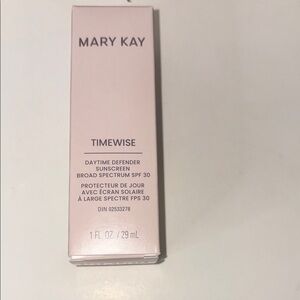 MARY KAY
TIMEWISE
DAYTIME DEFENDER
SUNSCREEN
BROAD SPECTRUM SPF 30
PROTECTEUR DE JOUR
AVEC ÉCRAN SOLAIRE
À LARGE SPECTRE FPS 30
DIN 02533278
1 FL. OZ. / 29 mL